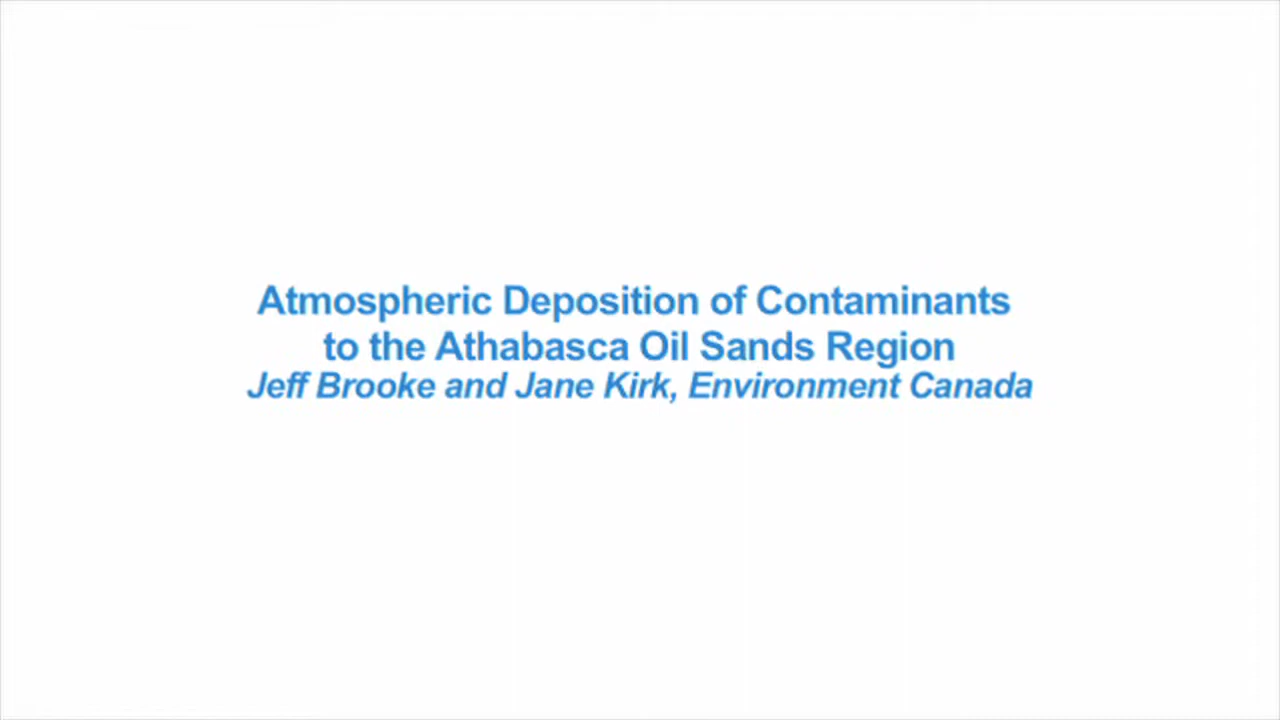 Atmospheric Deposition of Contaminants
to the Athabasca Oil Sands Region
Jeff Brooke and Jane Kirk, Environment Canada